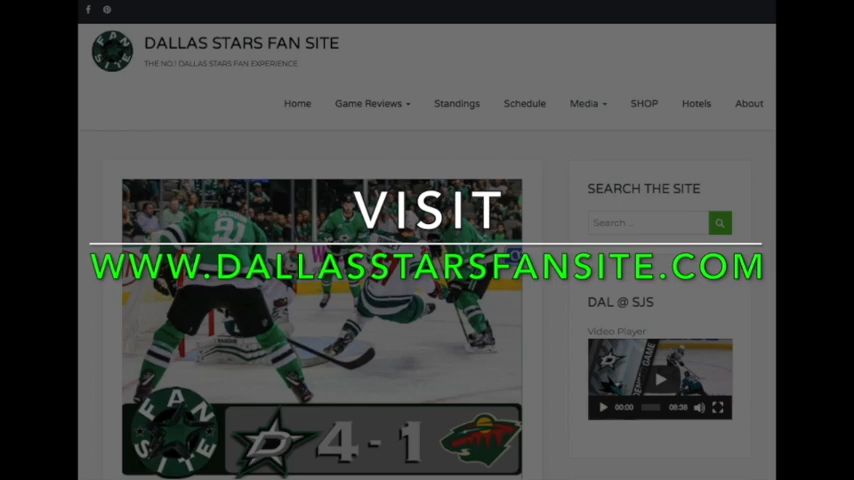 DALLAS STARS FAN SITE
THE NO.1 DALLAS STARS FAN EXPERIENCE
Home Game Reviews Standings Schedule Media SHOP Hotels About
SEARCH THE SITE
Search ...
VISIT
WWW.DALLASSTARSFANSITE.COM
91
DAL @ SJS
Video Player
00:00 08:38
FAN
SITE
D 4 - 1